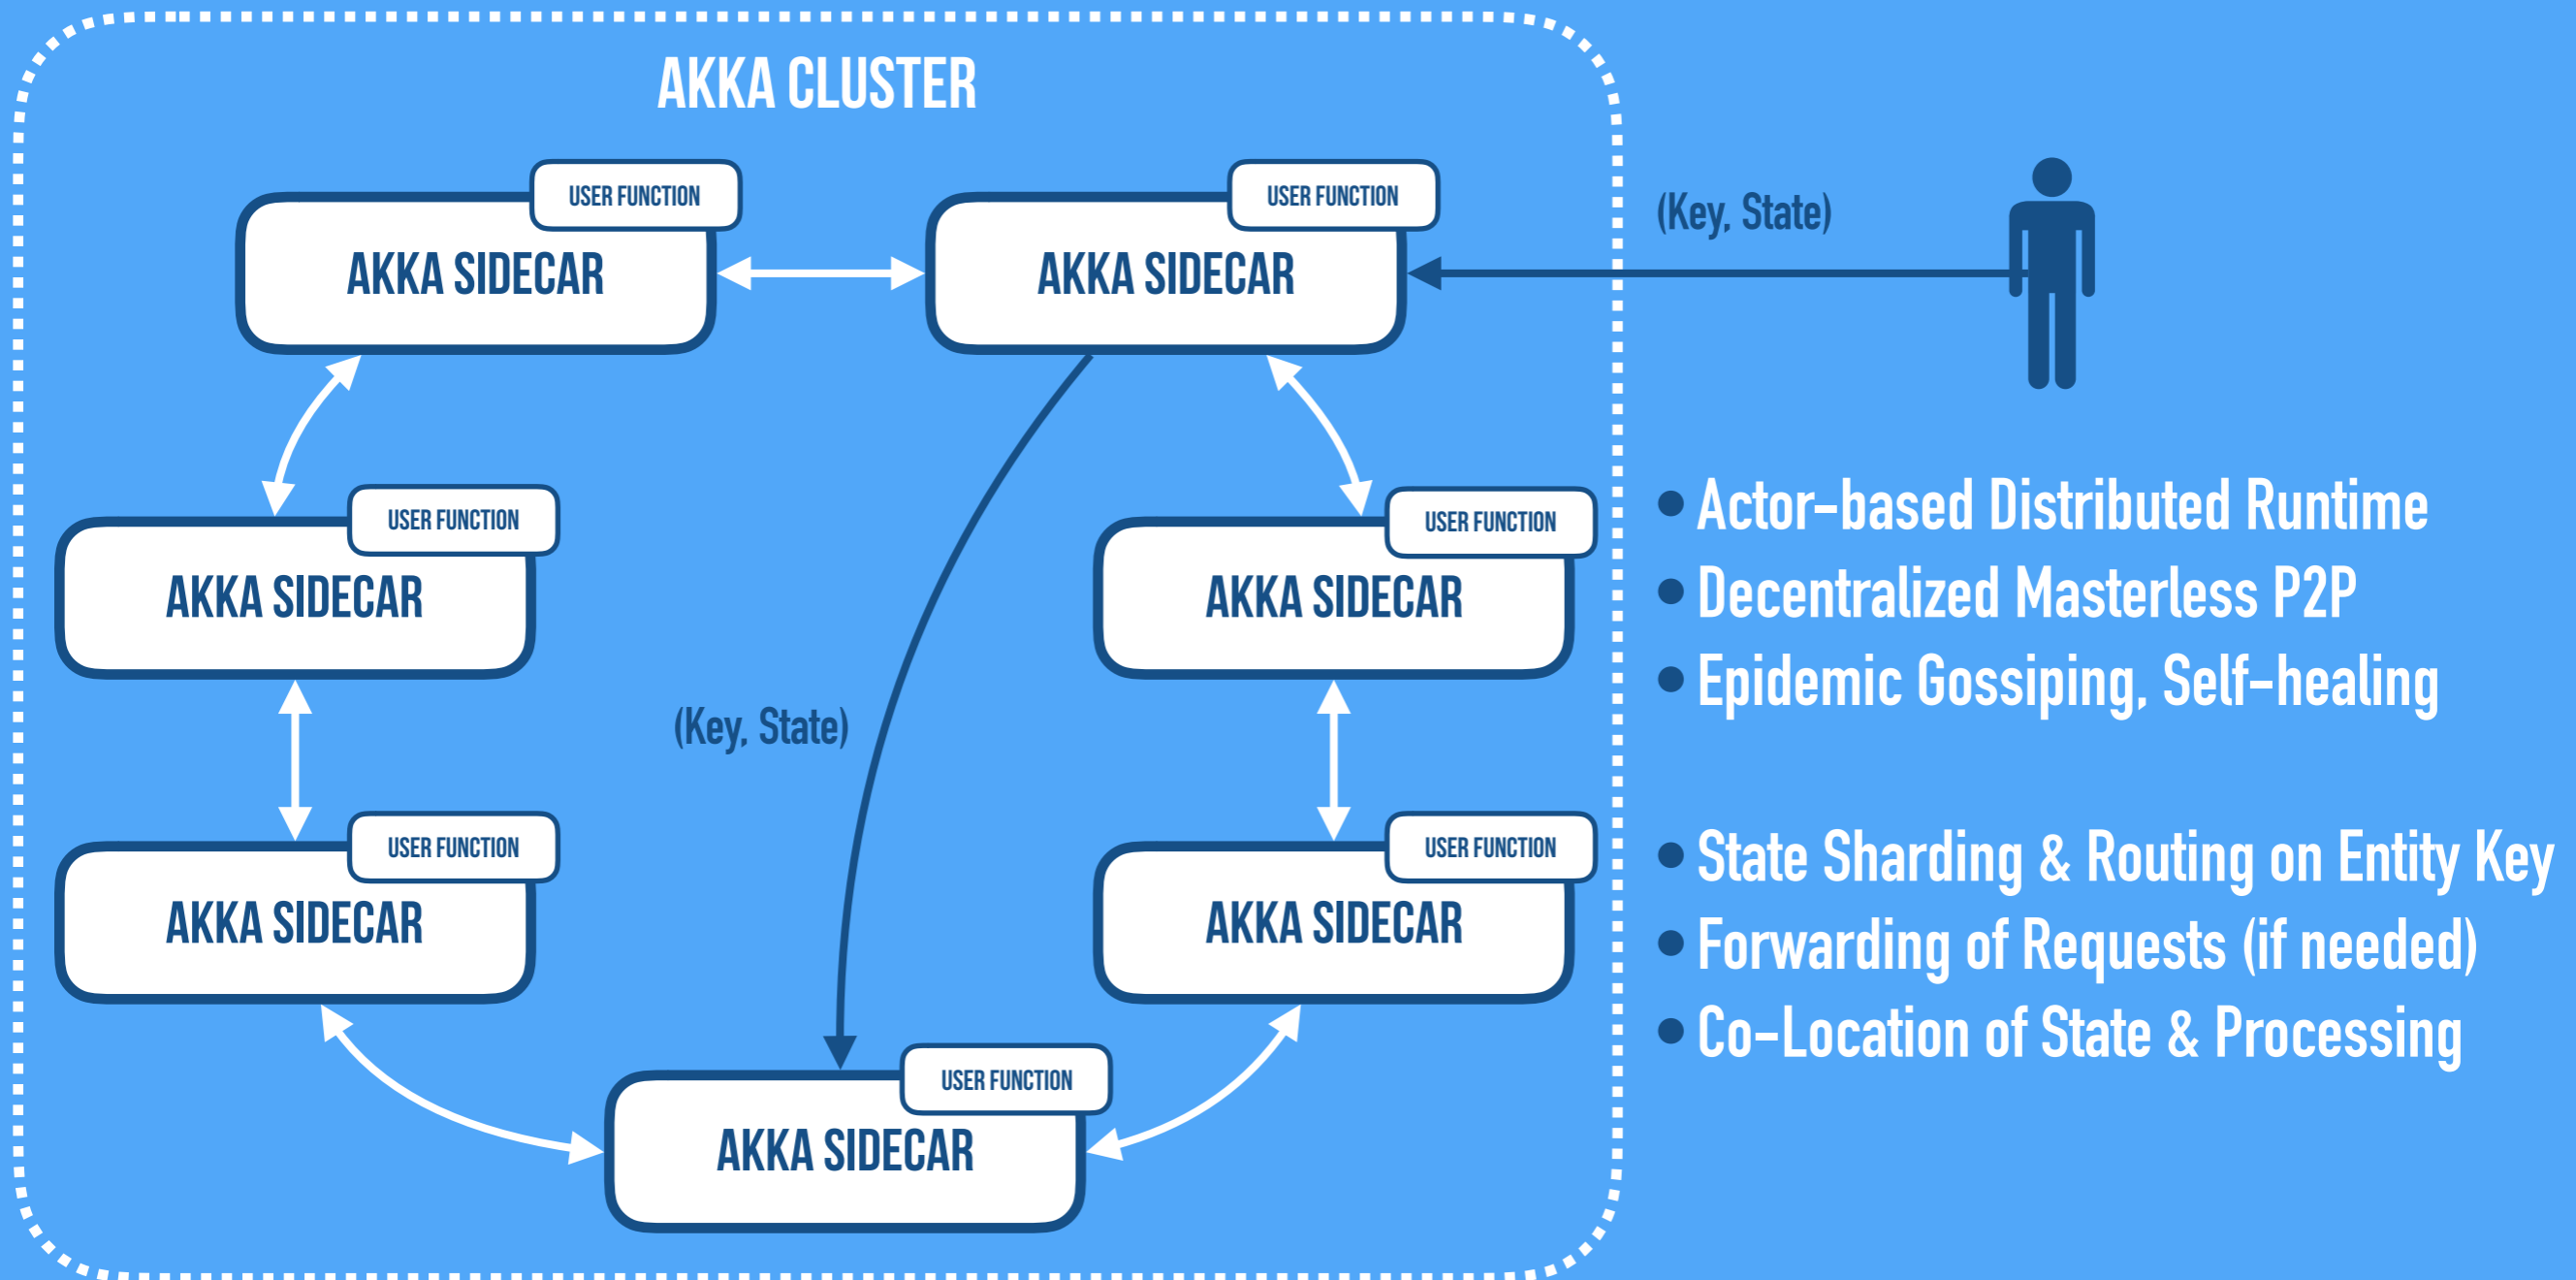 AKKA CLUSTER
USER FUNCTION
AKKA SIDECAR
USER FUNCTION
AKKA SIDECAR
(Key, State)
USER FUNCTION
AKKA SIDECAR
USER FUNCTION
AKKA SIDECAR
(Key, State)
USER FUNCTION
AKKA SIDECAR
USER FUNCTION
AKKA SIDECAR
USER FUNCTION
AKKA SIDECAR
• Actor-based Distributed Runtime
• Decentralized Masterless P2P
• Epidemic Gossiping, Self-healing
• State Sharding & Routing on Entity Key
• Forwarding of Requests (if needed)
• Co-Location of State & Processing